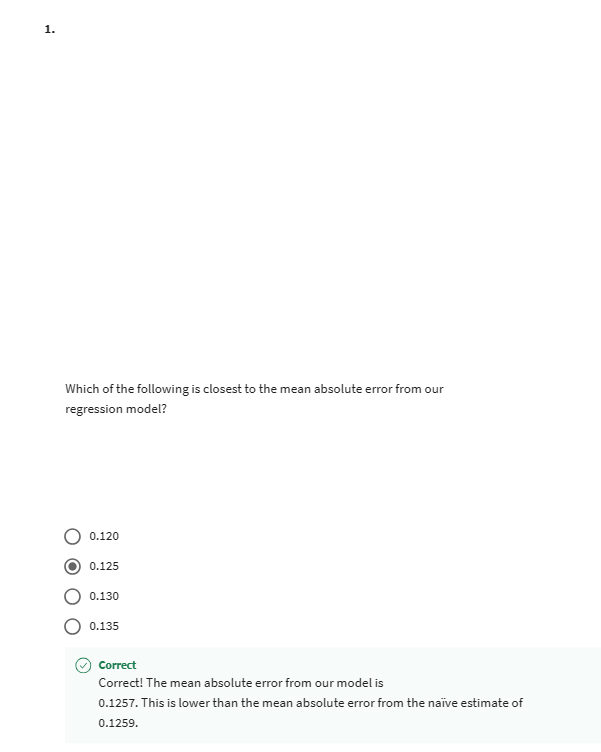 1.
Which of the following is closest to the mean absolute error from our
regression model?
0.120
0.125
0.130
0.135
Correct
Correct! The mean absolute error from our model is
0.1257. This is lower than the mean absolute error from the naïve estimate of
0.1259.